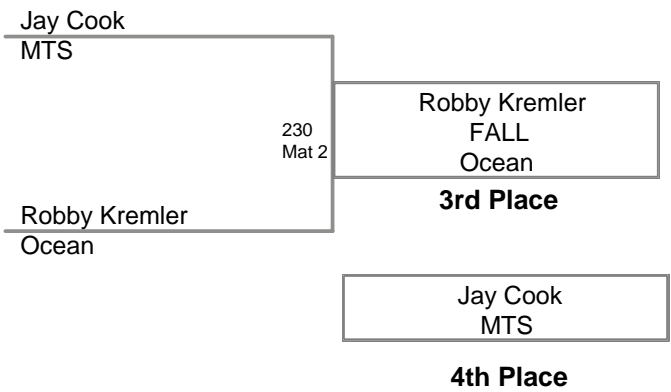 Jay Cook
MTS
230
Mat 2
Robby Kremler
FALL
Ocean
3rd Place
Robby Kremler
Ocean
Jay Cook
MTS
4th Place